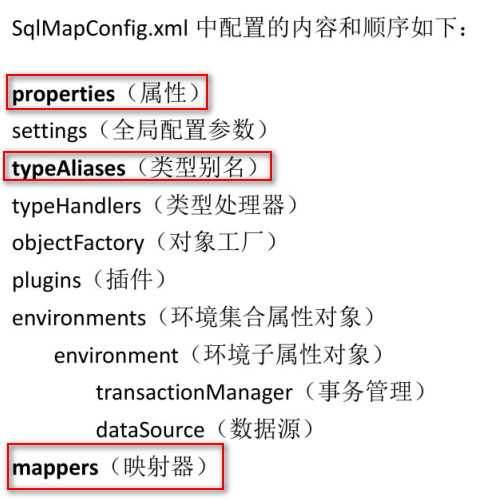 SqlMapConfig.xml 中配置的内容和顺序如下：
properties（属性）
settings（全局配置参数）
typeAliases（类型别名）
typeHandlers（类型处理器）
objectFactory（对象工厂）
plugins（插件）
environments（环境集合属性对象）
environment（环境子属性对象）
transactionManager（事务管理）
dataSource（数据源）
mappers（映射器）